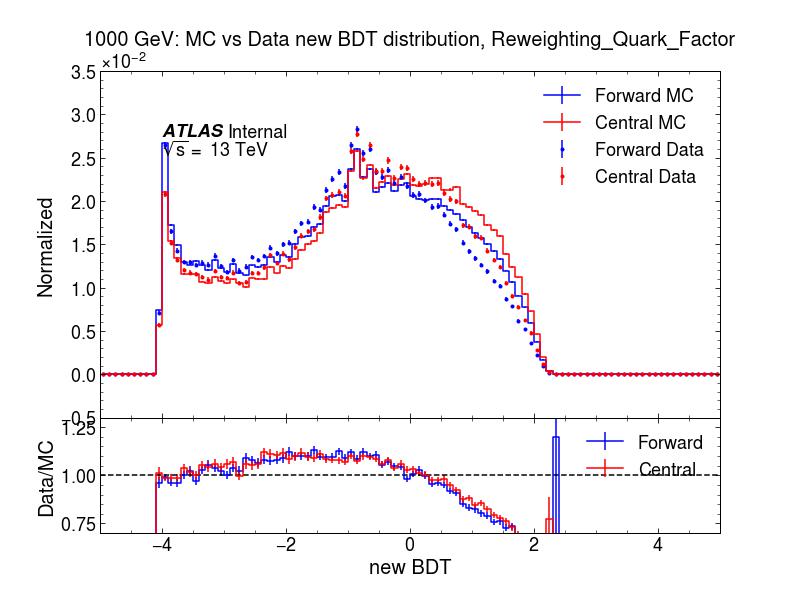 1000 GeV: MC vs Data new BDT distribution, Reweighting_Quark_Factor
×10⁻²
3.5
3.0
2.5
2.0
1.5
1.0
0.5
0.0
−0.5
Normalized
ATLAS Internal
√s = 13 TeV
Forward MC
Central MC
Forward Data
Central Data
1.25
1.00
0.75
Data/MC
Forward
Central
−4 −2 0 2 4
new BDT